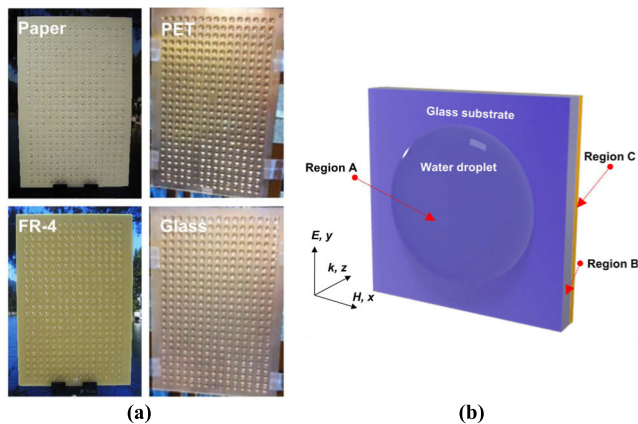 Paper
PET
FR-4
Glass
(a)
Glass substrate
Water droplet
Region A
Region C
Region B
E, y
k, z
H, x
(b)